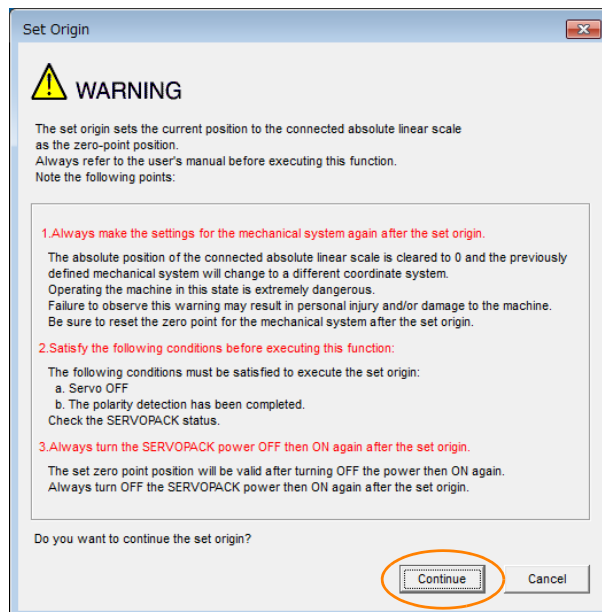 Set Origin
WARNING
The set origin sets the current position to the connected absolute linear scale
as the zero-point position.
Always refer to the user's manual before executing this function.
Note the following points:
1.Always make the settings for the mechanical system again after the set origin.
The absolute position of the connected absolute linear scale is cleared to 0 and the previously
defined mechanical system will change to a different coordinate system.
Operating the machine in this state is extremely dangerous.
Failure to observe this warning may result in personal injury and/or damage to the machine.
Be sure to reset the zero point for the mechanical system after the set origin.
2.Satisfy the following conditions before executing this function:
The following conditions must be satisfied to execute the set origin:
a. Servo OFF
b. The polarity detection has been completed.
Check the SERVOPACK status.
3.Always turn the SERVOPACK power OFF then ON again after the set origin.
The set zero point position will be valid after turning OFF the power then ON again.
Always turn OFF the SERVOPACK power then ON again after the set origin.
Do you want to continue the set origin?
Continue
Cancel